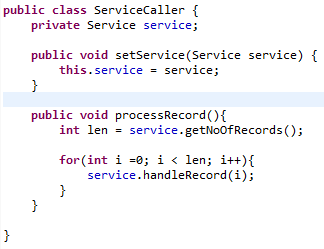 public class ServiceCaller {
    private Service service;

    public void setService(Service service) {
        this.service = service;
    }

    public void processRecord(){
        int len = service.getNoOfRecords();

        for(int i =0; i < len; i++){
            service.handleRecord(i);
        }
    }

}